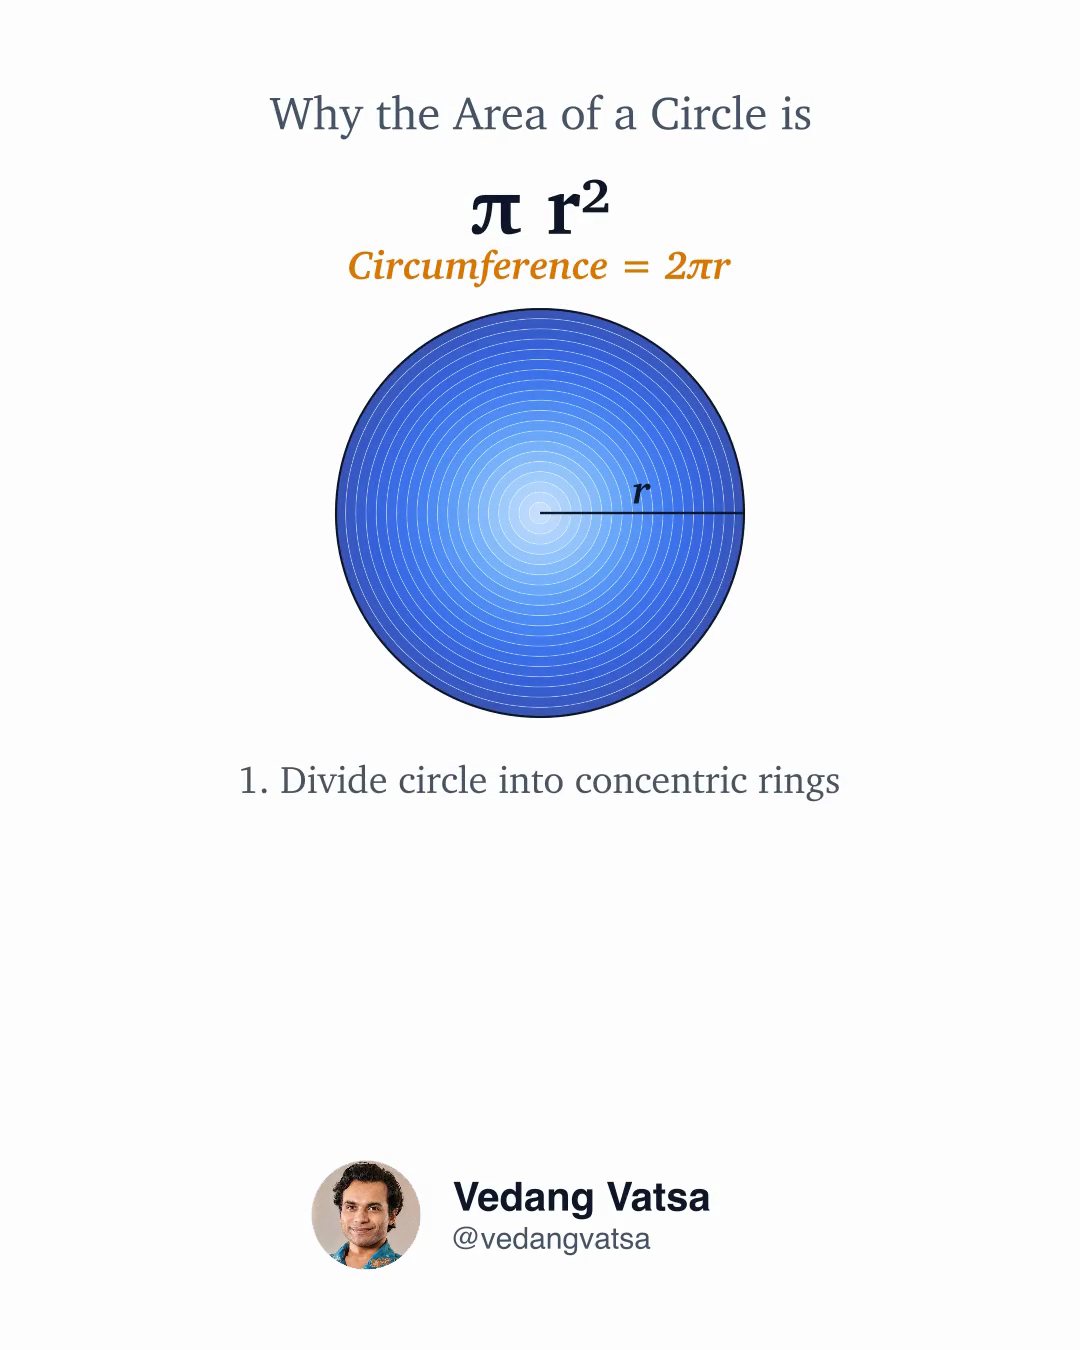 Why the Area of a Circle is
π r²
Circumference = 2πr
r
1. Divide circle into concentric rings
Vedang Vatsa
@vedangvatsa